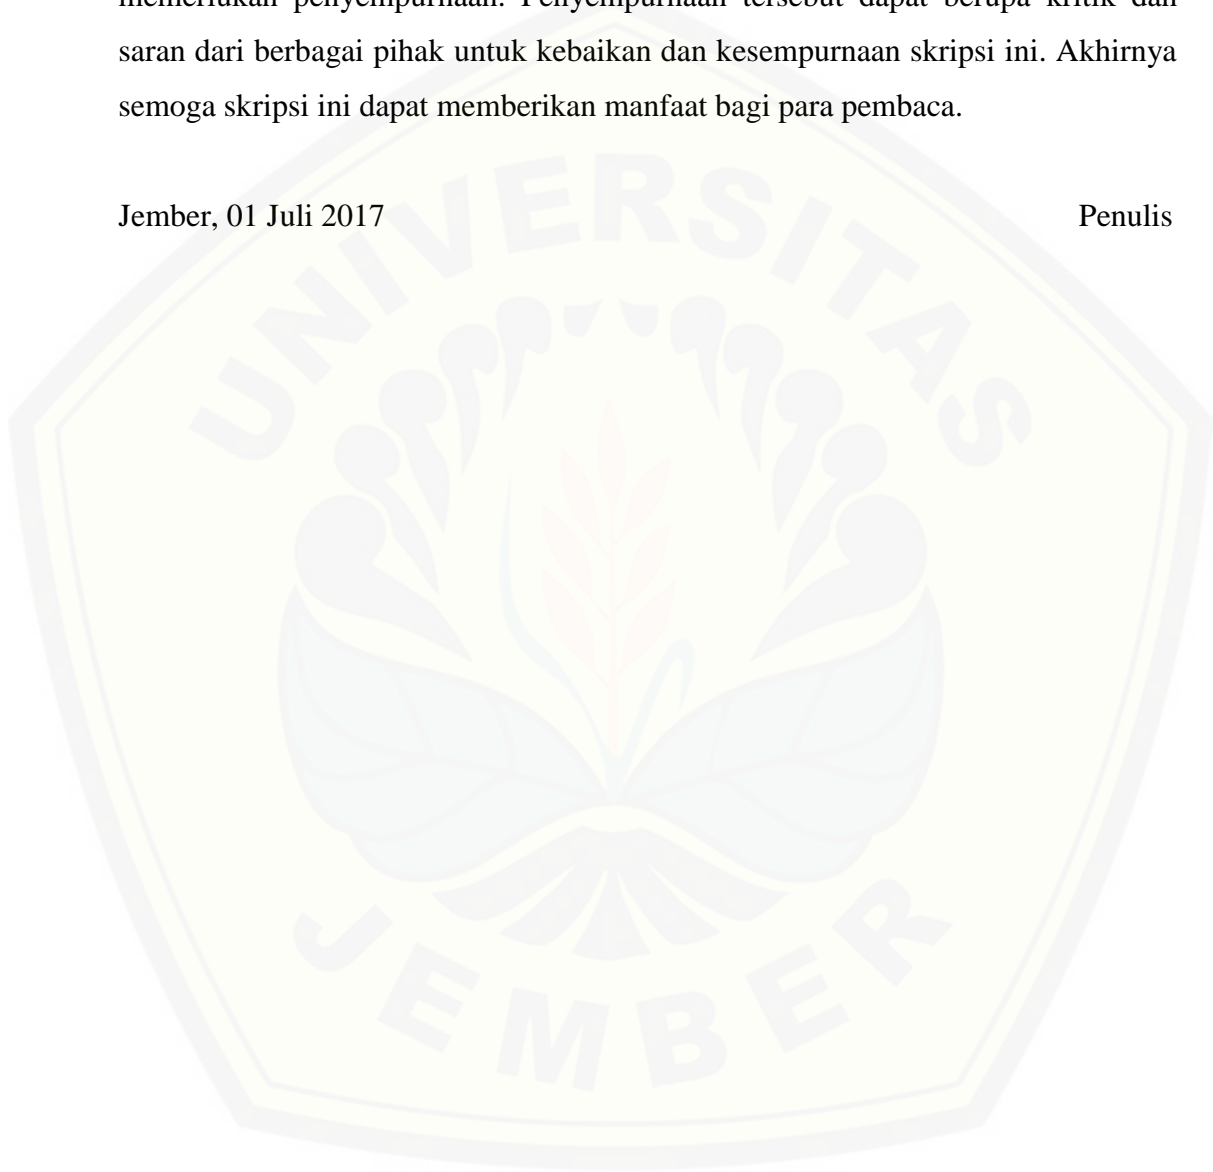 memerlukan penyempurnaan. Penyempurnaan tersebut dapat berupa kritik dan
saran dari berbagai pihak untuk kebaikan dan kesempurnaan skripsi ini. Akhirnya
semoga skripsi ini dapat memberikan manfaat bagi para pembaca.
Jember, 01 Juli 2017 Penulis
UNIVERSITAS
JEMBER